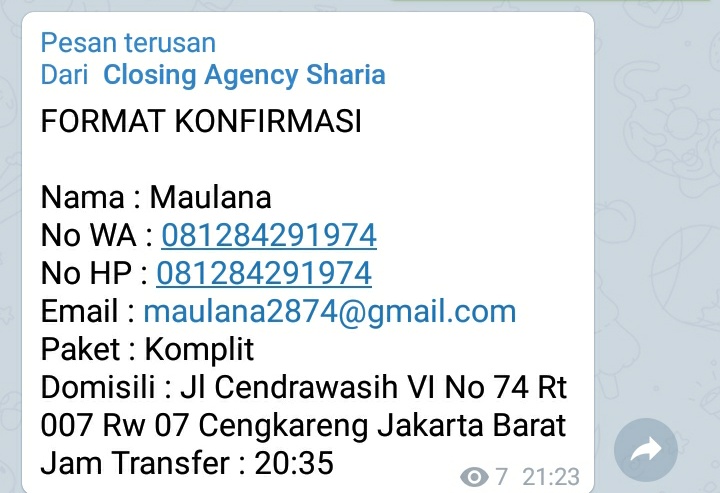 Pesan terusan
Dari Closing Agency Sharia
FORMAT KONFIRMASI
Nama : Maulana
No WA : 081284291974
No HP : 081284291974
Email : maulana2874@gmail.com
Paket : Komplit
Domisili : Jl Cendrawasih VI No 74 Rt
007 Rw 07 Cengkareng Jakarta Barat
Jam Transfer : 20:35
7 21:23